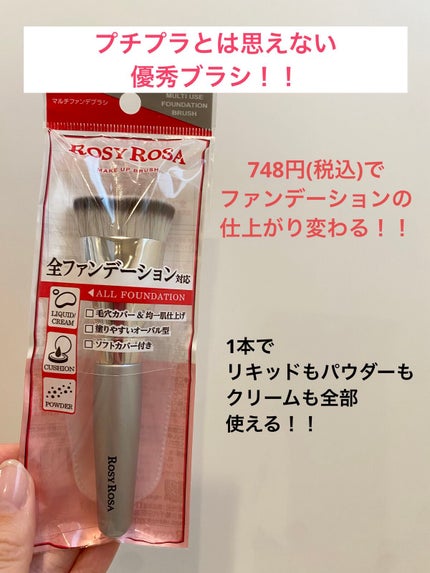 プチプラとは思えない
優秀ブラシ！！
マルチファンデブラシ
MULTI USE
FOUNDATION
BRUSH
ROSY ROSA
MAKE UP BRUSH
748円(税込)で
ファンデーションの
仕上がり変わる！！
全ファンデーション対応
◀ALL FOUNDATION
□毛穴カバー&均一肌仕上げ
□塗りやすいオーバル型
□ソフトカバー付き
LIQUID/
CREAM
CUSHION
POWDER
1本で
リキッドもパウダーも
クリームも全部
使える！！
ROSY ROSA